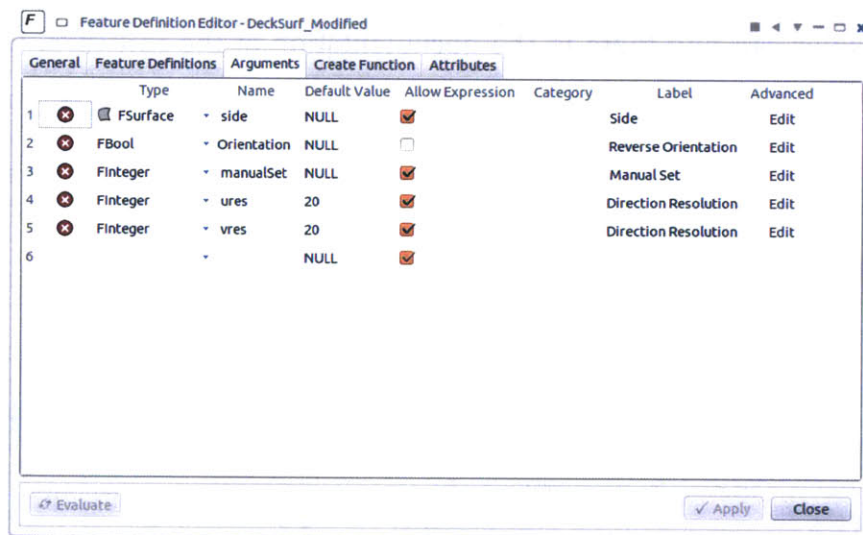 F Feature Definition Editor - DeckSurf_Modified
General Feature Definitions Arguments Create Function Attributes
Type Name Default Value Allow Expression Category Label Advanced
1 FSurface side NULL Side Edit
2 FBool Orientation NULL Reverse Orientation Edit
3 FInteger manualSet NULL Manual Set Edit
4 FInteger ures 20 Direction Resolution Edit
5 FInteger vres 20 Direction Resolution Edit
6 NULL
Evaluate Apply Close